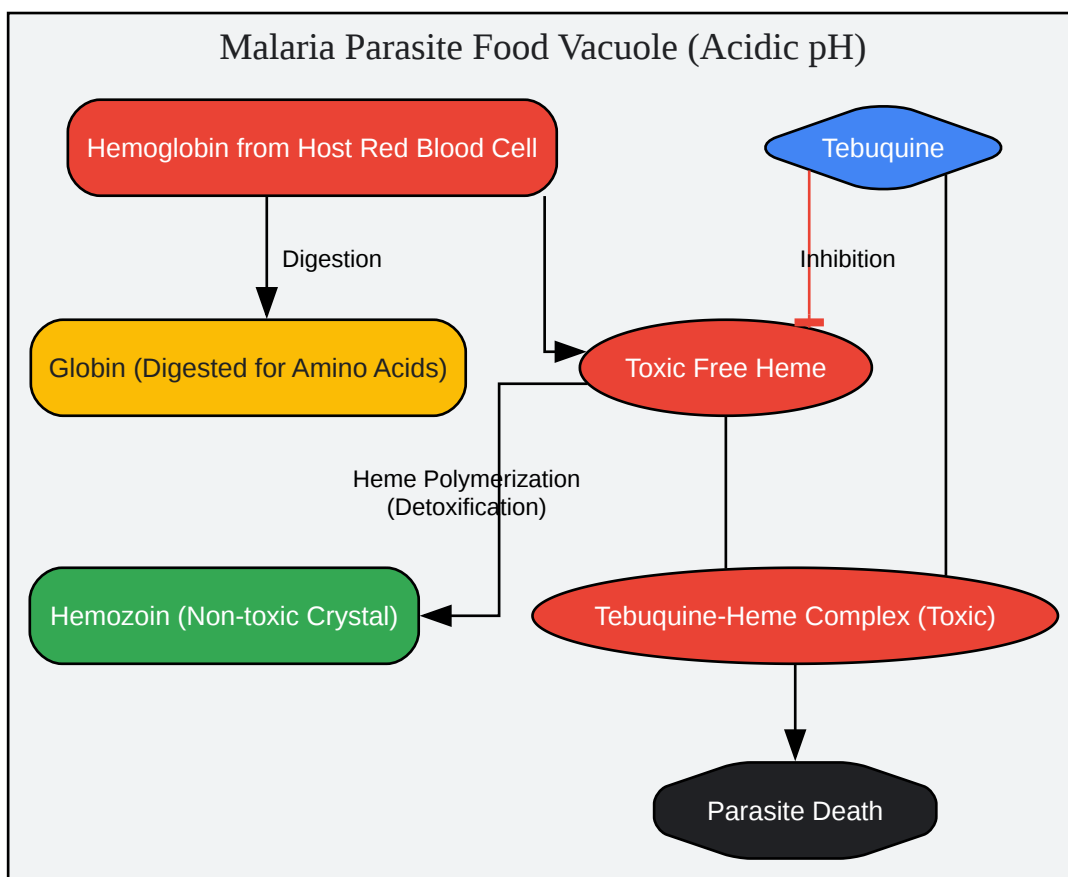 Malaria Parasite Food Vacuole (Acidic pH)
Hemoglobin from Host Red Blood Cell
Tebuquine
Digestion
Inhibition
Globin (Digested for Amino Acids)
Toxic Free Heme
Heme Polymerization
(Detoxification)
Hemozoin (Non-toxic Crystal)
Tebuquine-Heme Complex (Toxic)
Parasite Death